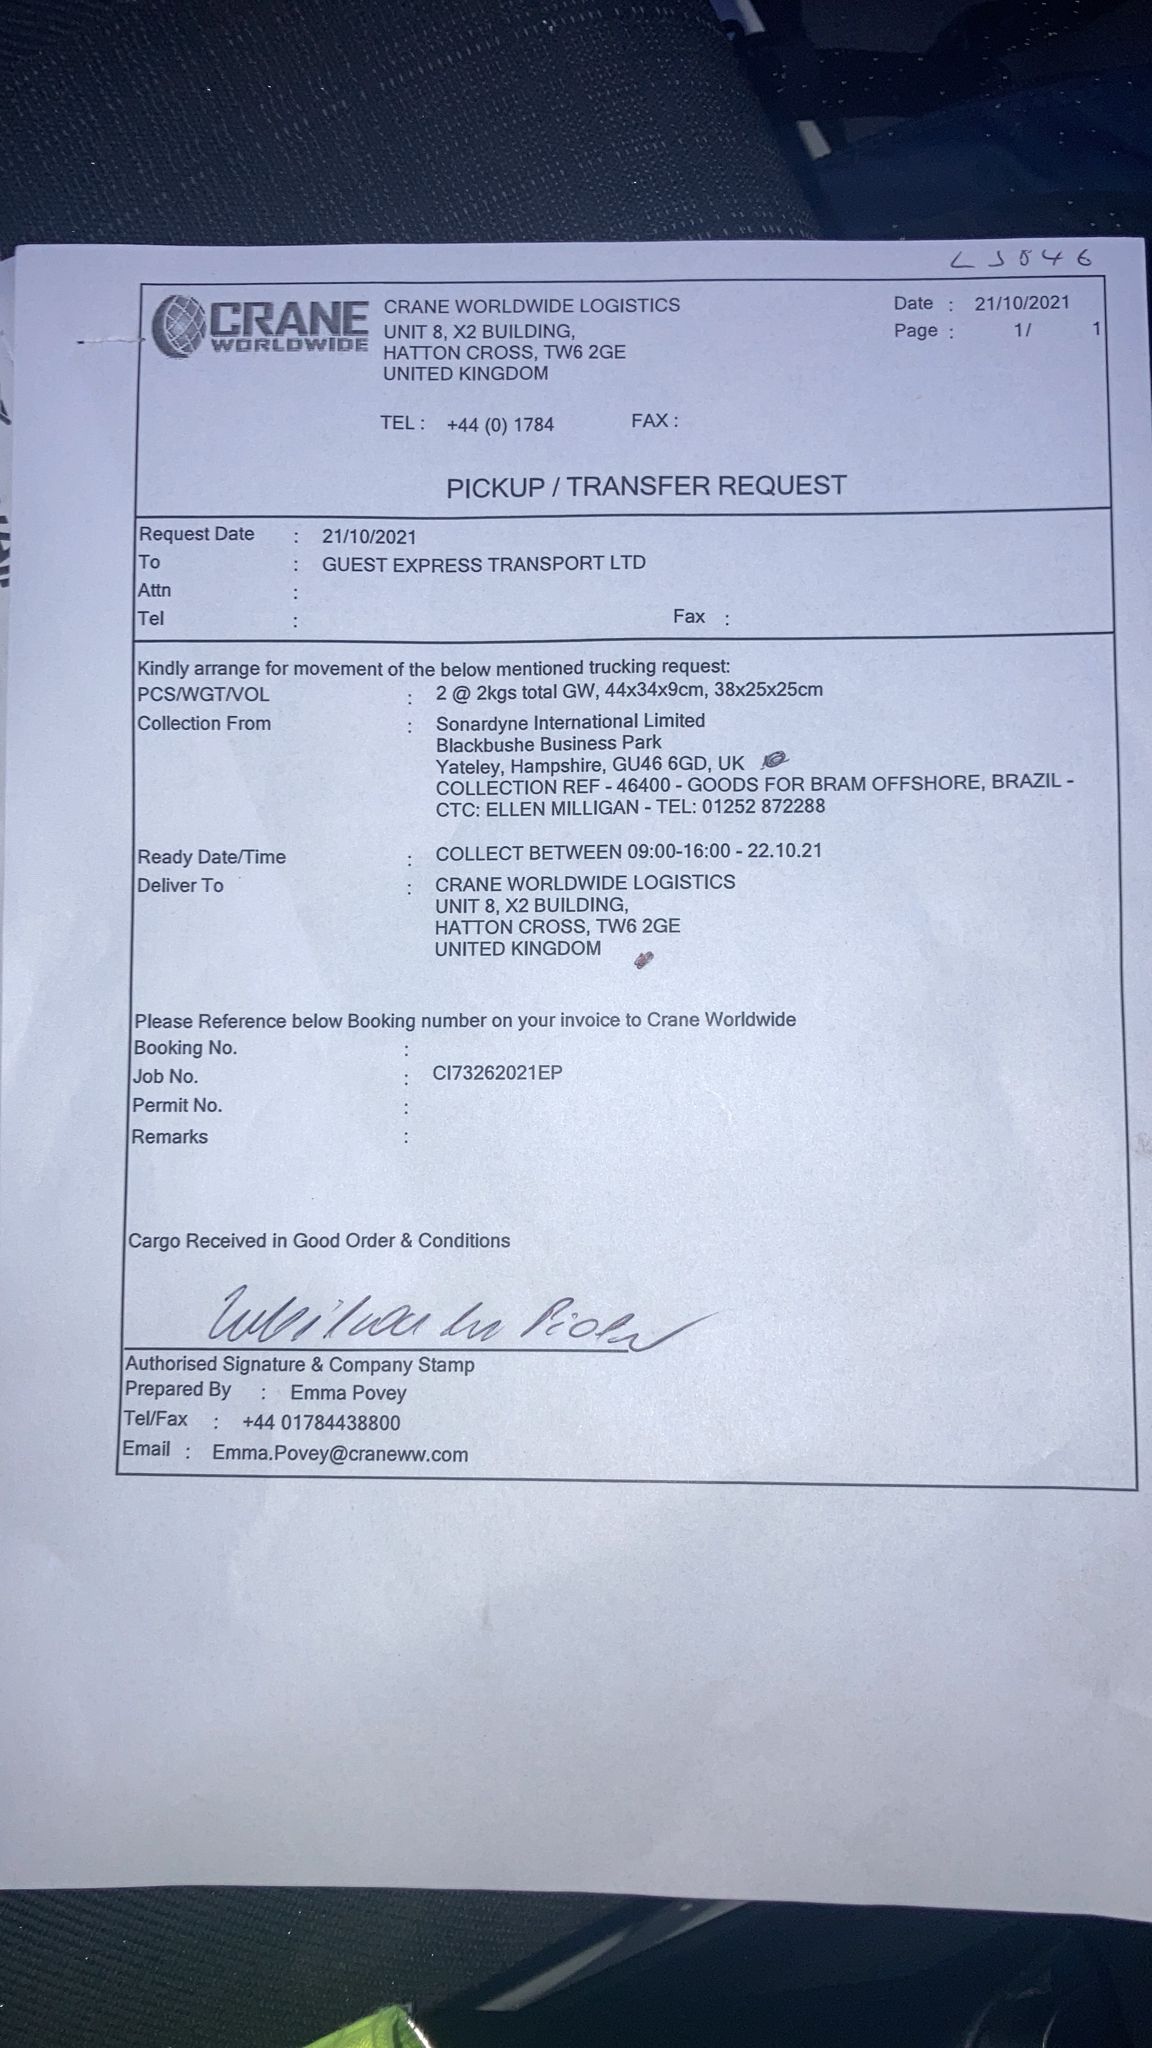 LJ846
CRANE WORLDWIDE
CRANE WORLDWIDE LOGISTICS
UNIT 8, X2 BUILDING,
HATTON CROSS, TW6 2GE
UNITED KINGDOM
Date : 21/10/2021
Page : 1/ 1
TEL : +44 (0) 1784 FAX :
PICKUP / TRANSFER REQUEST
Request Date : 21/10/2021
To : GUEST EXPRESS TRANSPORT LTD
Attn :
Tel : Fax :
Kindly arrange for movement of the below mentioned trucking request:
PCS/WGT/VOL : 2 @ 2kgs total GW, 44x34x9cm, 38x25x25cm
Collection From : Sonardyne International Limited
Blackbushe Business Park
Yateley, Hampshire, GU46 6GD, UK
COLLECTION REF - 46400 - GOODS FOR BRAM OFFSHORE, BRAZIL -
CTC: ELLEN MILLIGAN - TEL: 01252 872288
Ready Date/Time : COLLECT BETWEEN 09:00-16:00 - 22.10.21
Deliver To : CRANE WORLDWIDE LOGISTICS
UNIT 8, X2 BUILDING,
HATTON CROSS, TW6 2GE
UNITED KINGDOM
Please Reference below Booking number on your invoice to Crane Worldwide
Booking No. :
Job No. : CI73262021EP
Permit No. :
Remarks :
Cargo Received in Good Order & Conditions
Authorised Signature & Company Stamp
Prepared By : Emma Povey
Tel/Fax : +44 01784438800
Email : Emma.Povey@craneww.com